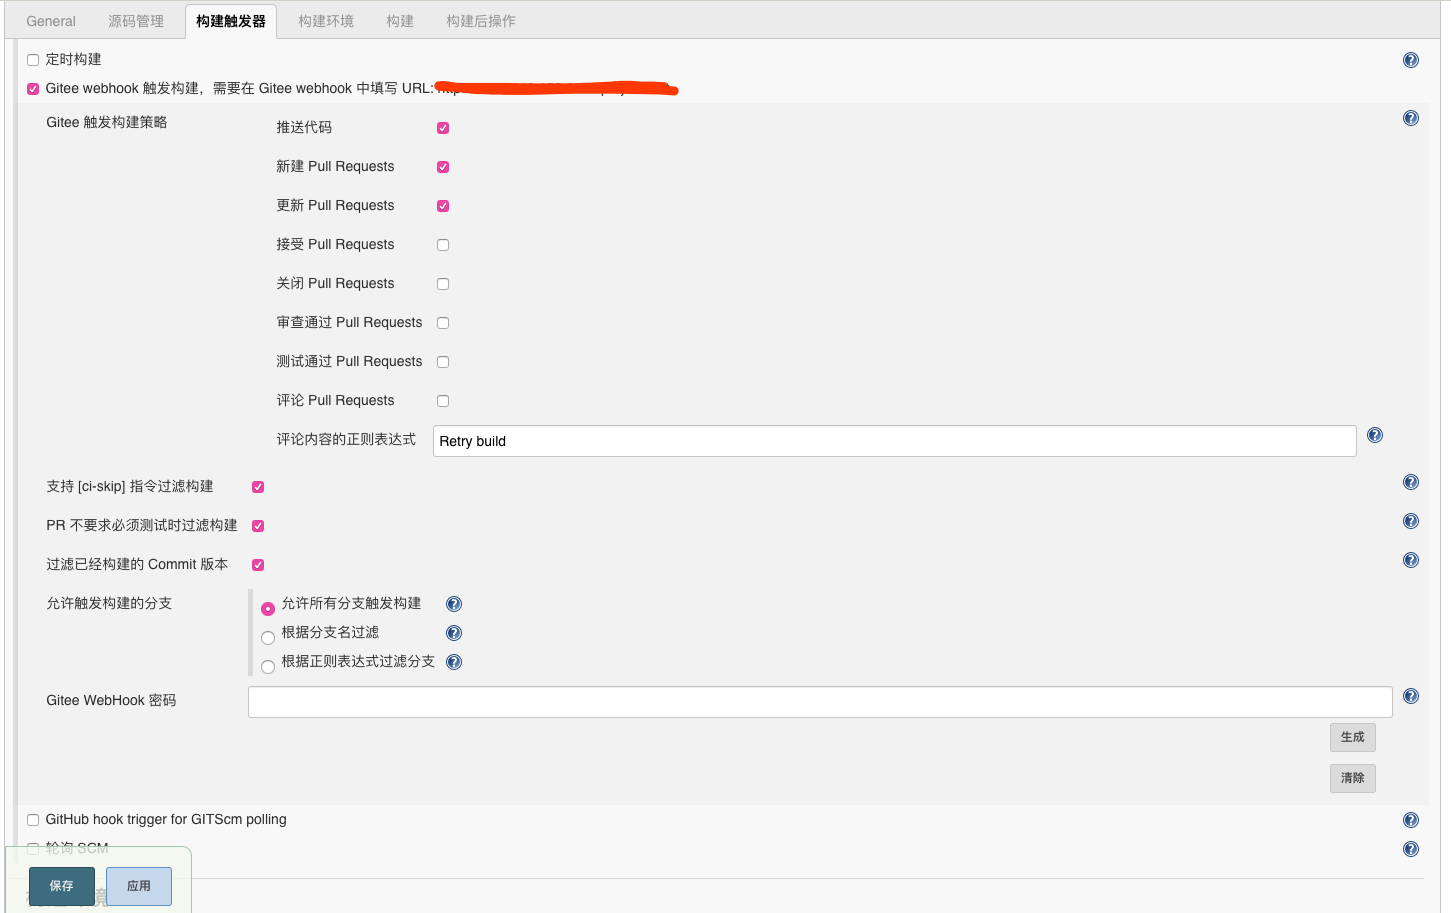 General 源码管理 构建触发器 构建环境 构建 构建后操作
定时构建
Gitee webhook 触发构建，需要在 Gitee webhook 中填写 URL:
Gitee 触发构建策略
推送代码
新建 Pull Requests
更新 Pull Requests
接受 Pull Requests
关闭 Pull Requests
审查通过 Pull Requests
测试通过 Pull Requests
评论 Pull Requests
评论内容的正则表达式 Retry build
支持 [ci-skip] 指令过滤构建
PR 不要求必须测试时过滤构建
过滤已经构建的 Commit 版本
允许触发构建的分支
允许所有分支触发构建
根据分支名过滤
根据正则表达式过滤分支
Gitee WebHook 密码
生成
清除
GitHub hook trigger for GITScm polling
轮询 SCM
保存 应用